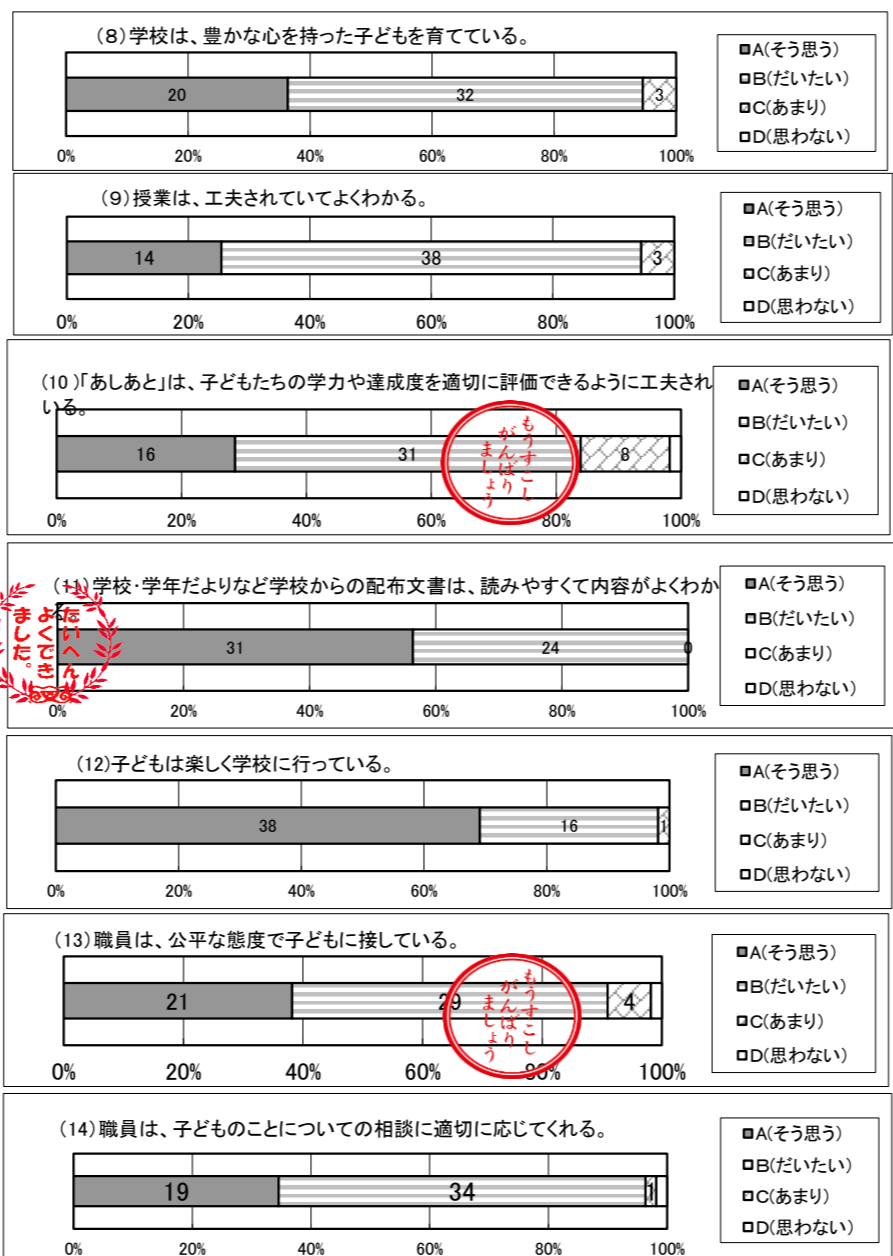 (8)学校は、豊かな心を持った子どもを育てている。
20 32 3
0% 20% 40% 60% 80% 100%
A(そう思う)
B(だいたい)
C(あまり)
D(思わない)
(9)授業は、工夫されていてよくわかる。
14 38 3
0% 20% 40% 60% 80% 100%
A(そう思う)
B(だいたい)
C(あまり)
D(思わない)
(10)「あしあと」は、子どもたちの学力や達成度を適切に評価できるように工夫され
いる。
16 31 8
0% 20% 40% 60% 80% 100%
もうすこし
がんばり
ましょう
A(そう思う)
B(だいたい)
C(あまり)
D(思わない)
(11)学校・学年だよりなど学校からの配布文書は、読みやすくて内容がよくわか
る。
31 24 0
0% 20% 40% 60% 80% 100%
たいへん
よくでき
ました。
A(そう思う)
B(だいたい)
C(あまり)
D(思わない)
(12)子どもは楽しく学校に行っている。
38 16 1
0% 20% 40% 60% 80% 100%
A(そう思う)
B(だいたい)
C(あまり)
D(思わない)
(13)職員は、公平な態度で子どもに接している。
21 29 4
0% 20% 40% 60% 80% 100%
もうすこし
がんばり
ましょう
A(そう思う)
B(だいたい)
C(あまり)
D(思わない)
(14)職員は、子どものことについての相談に適切に応じてくれる。
19 34 1
0% 20% 40% 60% 80% 100%
A(そう思う)
B(だいたい)
C(あまり)
D(思わない)